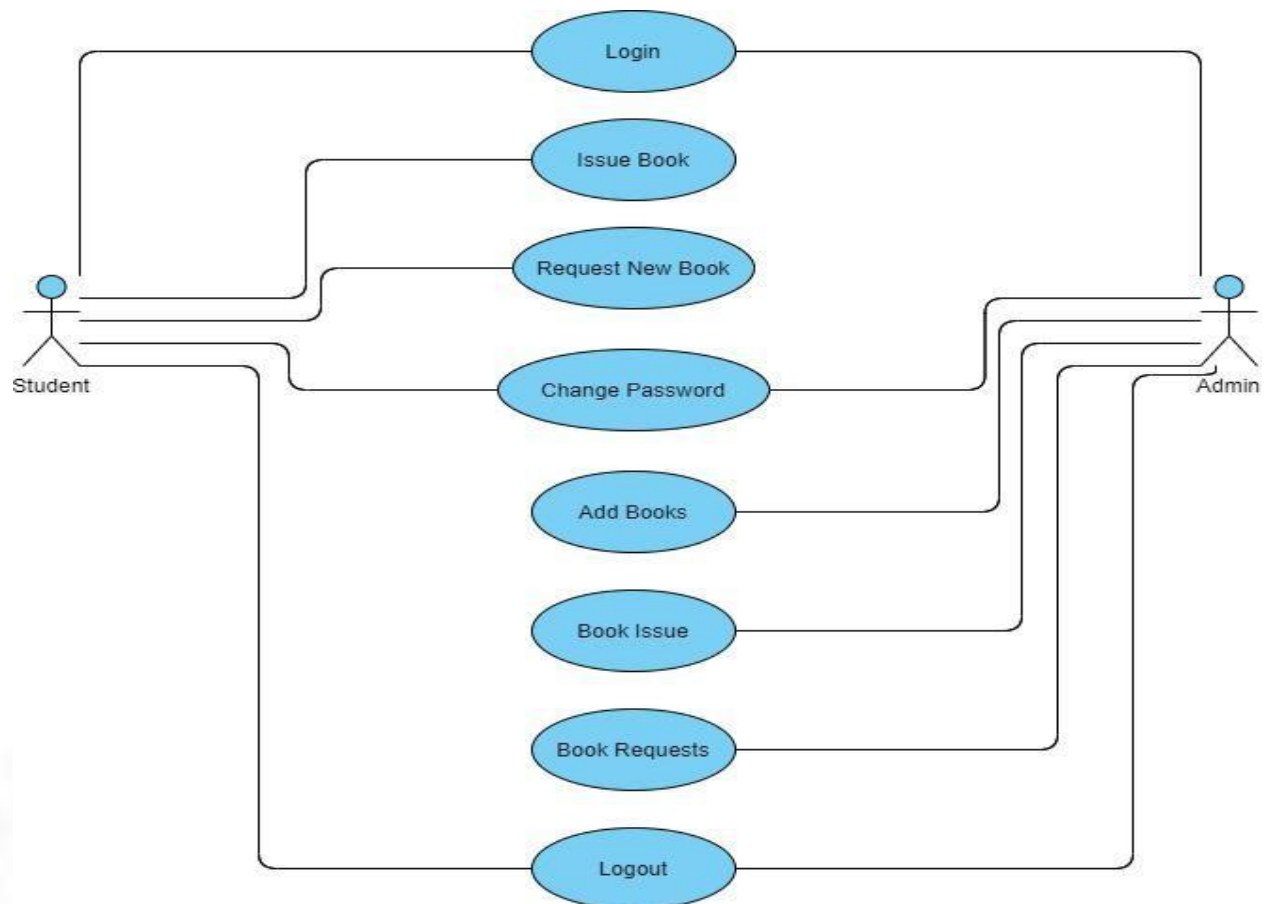 Login
Issue Book
Request New Book
Student
Change Password
Admin
Add Books
Book Issue
Book Requests
Logout